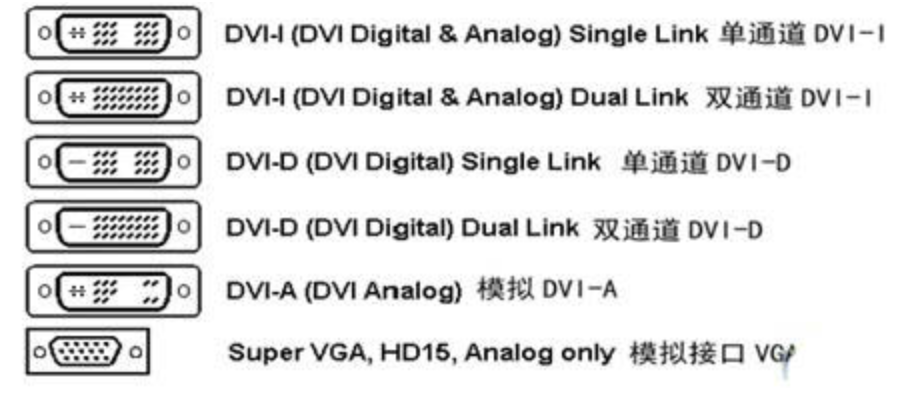 DVI-I (DVI Digital & Analog) Single Link 单通道 DVI-I
DVI-I (DVI Digital & Analog) Dual Link 双通道 DVI-I
DVI-D (DVI Digital) Single Link 单通道 DVI-D
DVI-D (DVI Digital) Dual Link 双通道 DVI-D
DVI-A (DVI Analog) 模拟 DVI-A
Super VGA, HD15, Analog only 模拟接口 VGA